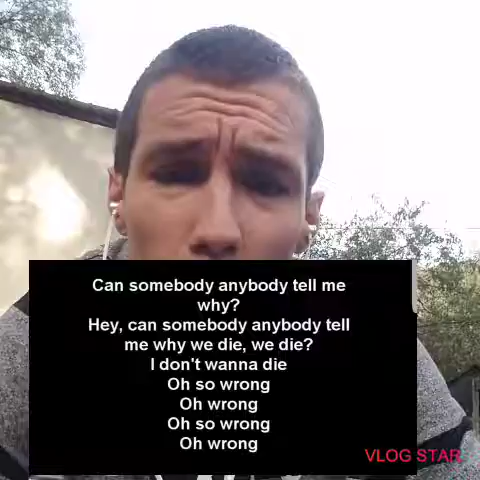 Can somebody anybody tell me
why?
Hey, can somebody anybody tell
me why we die, we die?
I don't wanna die
Oh so wrong
Oh wrong
Oh so wrong
Oh wrong
VLOG STAR